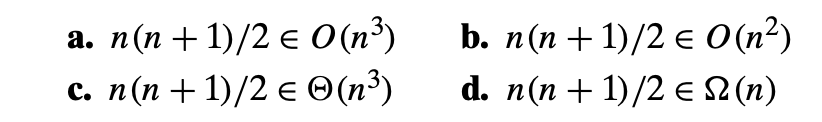 a. n(n + 1)/2 ∈ O(n³) b. n(n + 1)/2 ∈ O(n²)
c. n(n + 1)/2 ∈ Θ(n³) d. n(n + 1)/2 ∈ Ω(n)